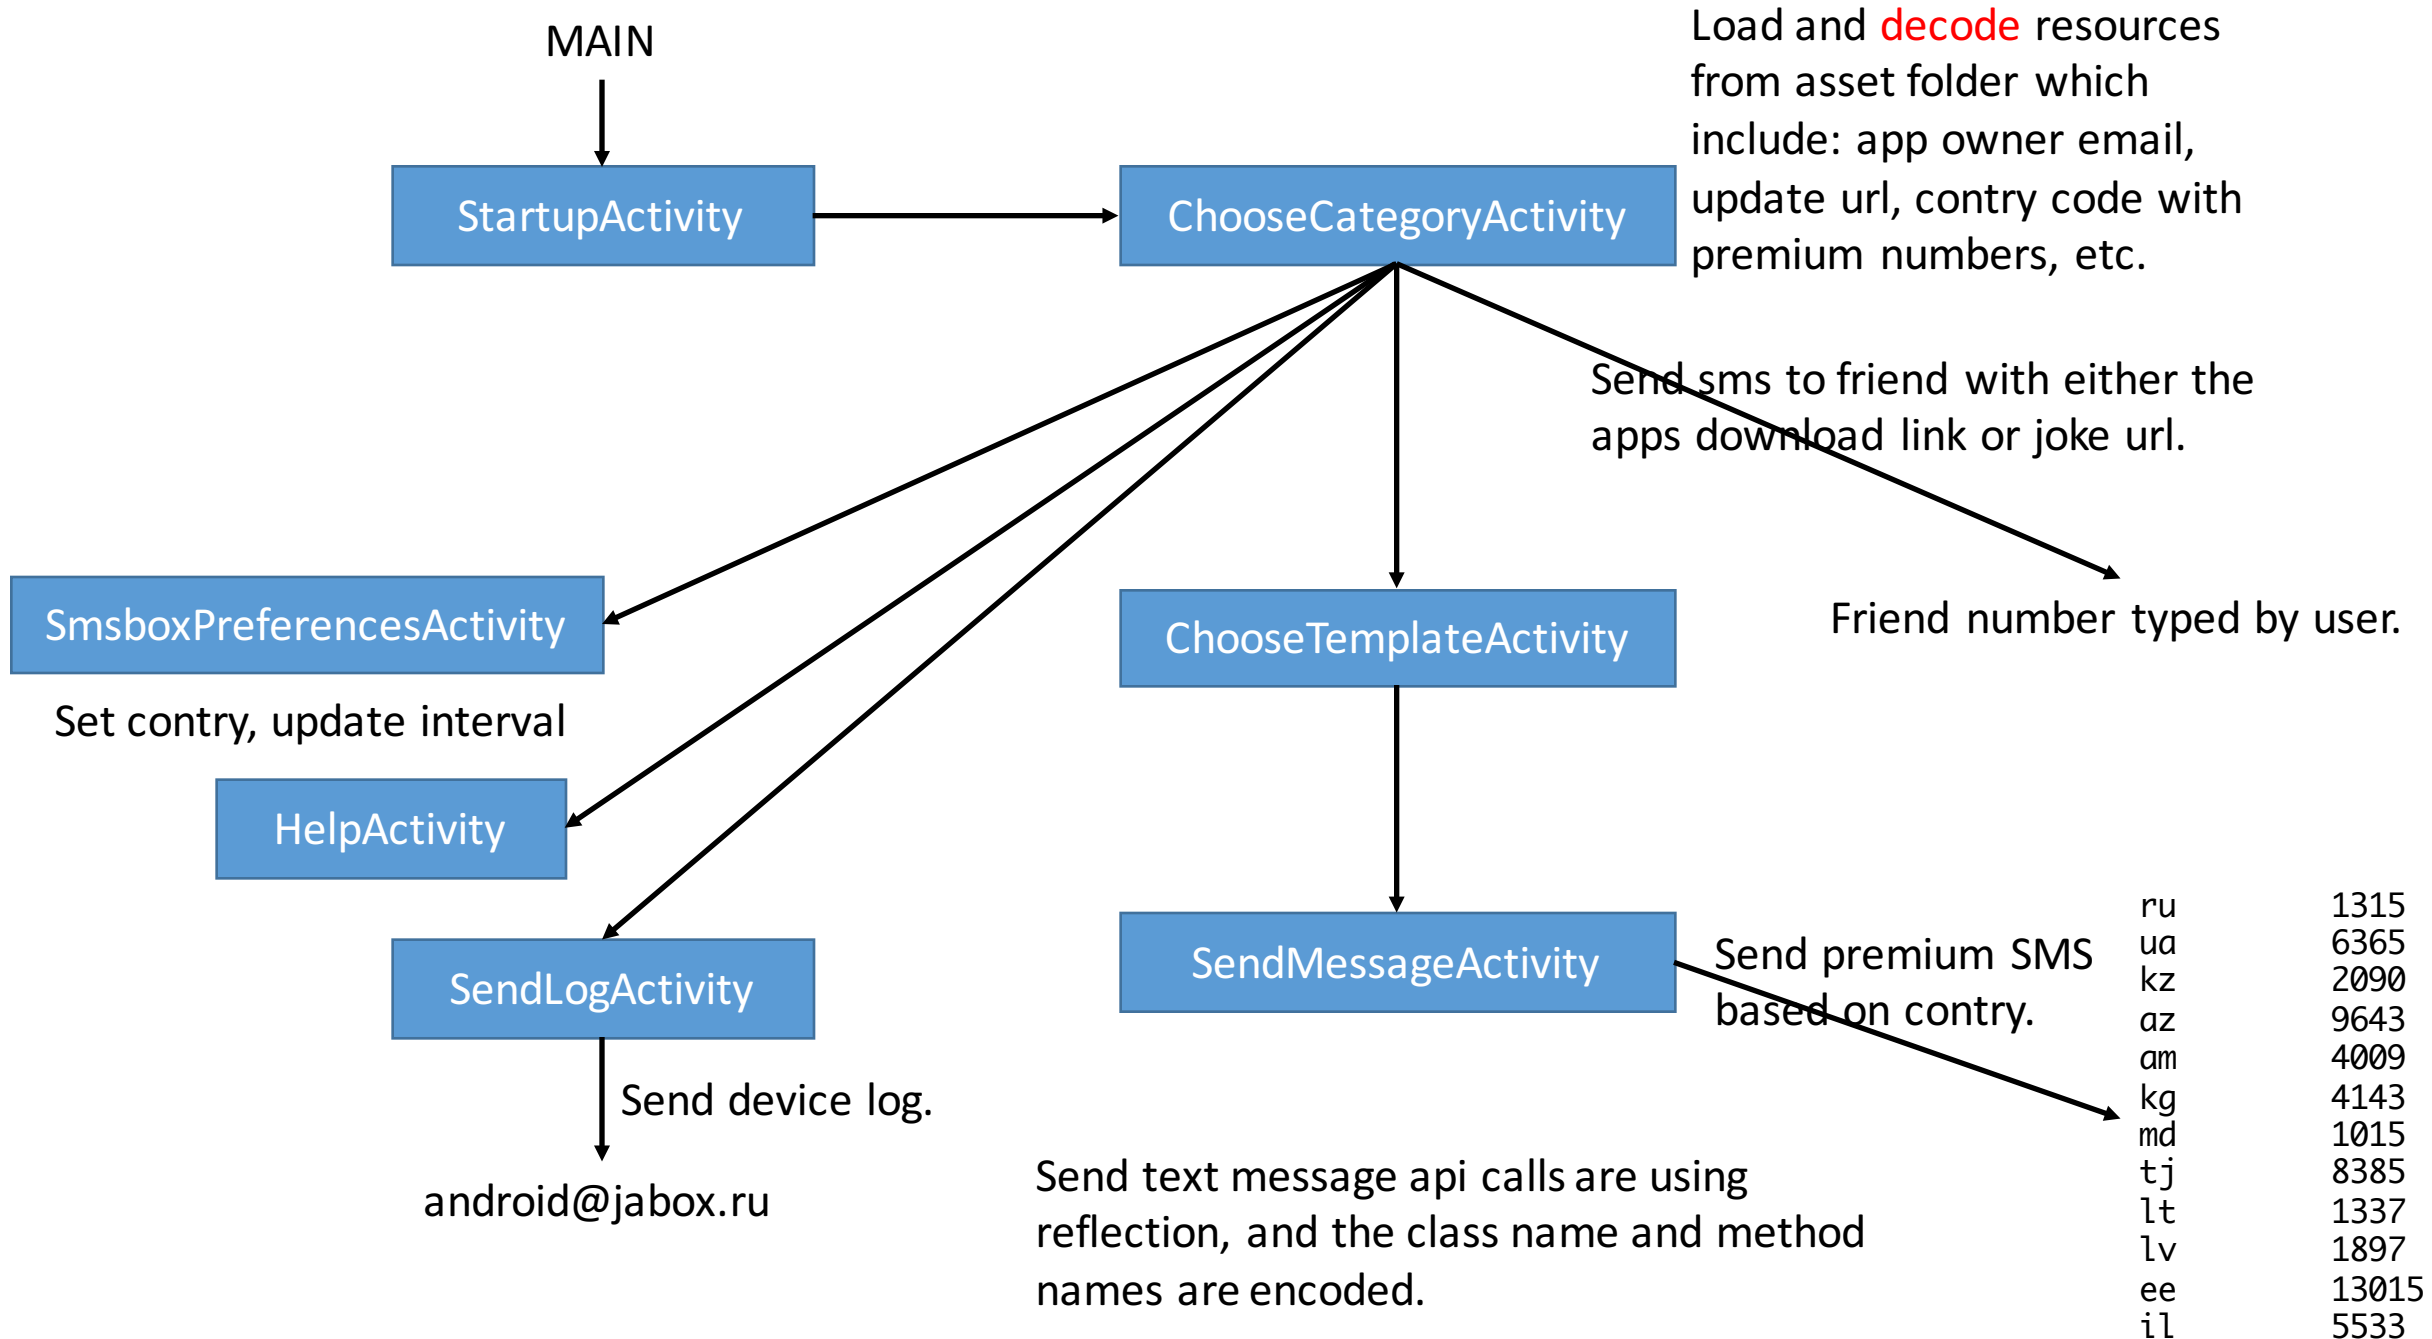 MAIN
Load and decode resources
from asset folder which
include: app owner email,
update url, contry code with
premium numbers, etc.
StartupActivity
ChooseCategoryActivity
Send sms to friend with either the
apps download link or joke url.
SmsboxPreferencesActivity
ChooseTemplateActivity
Friend number typed by user.
Set contry, update interval
HelpActivity
SendLogActivity
SendMessageActivity
Send premium SMS
based on contry.
ru 1315
ua 6365
kz 2090
az 9643
am 4009
kg 4143
md 1015
tj 8385
lt 1337
lv 1897
ee 13015
il 5533
Send device log.
android@jabox.ru
Send text message api calls are using
reflection, and the class name and method
names are encoded.